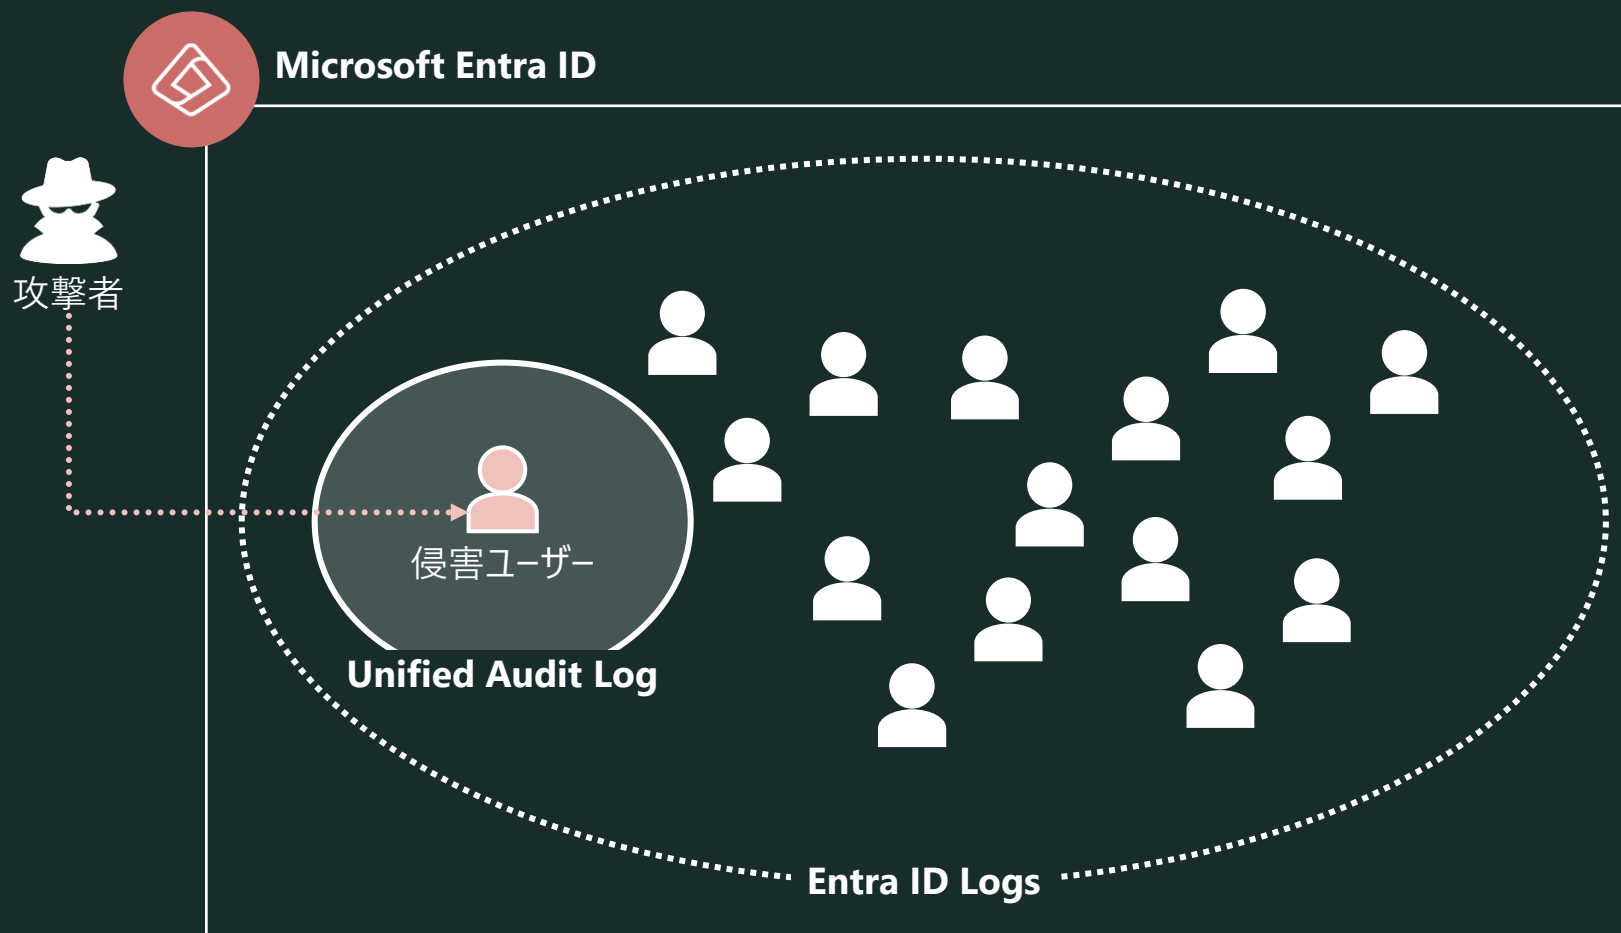 Microsoft Entra ID
攻撃者
侵害ユーザー
Unified Audit Log
Entra ID Logs